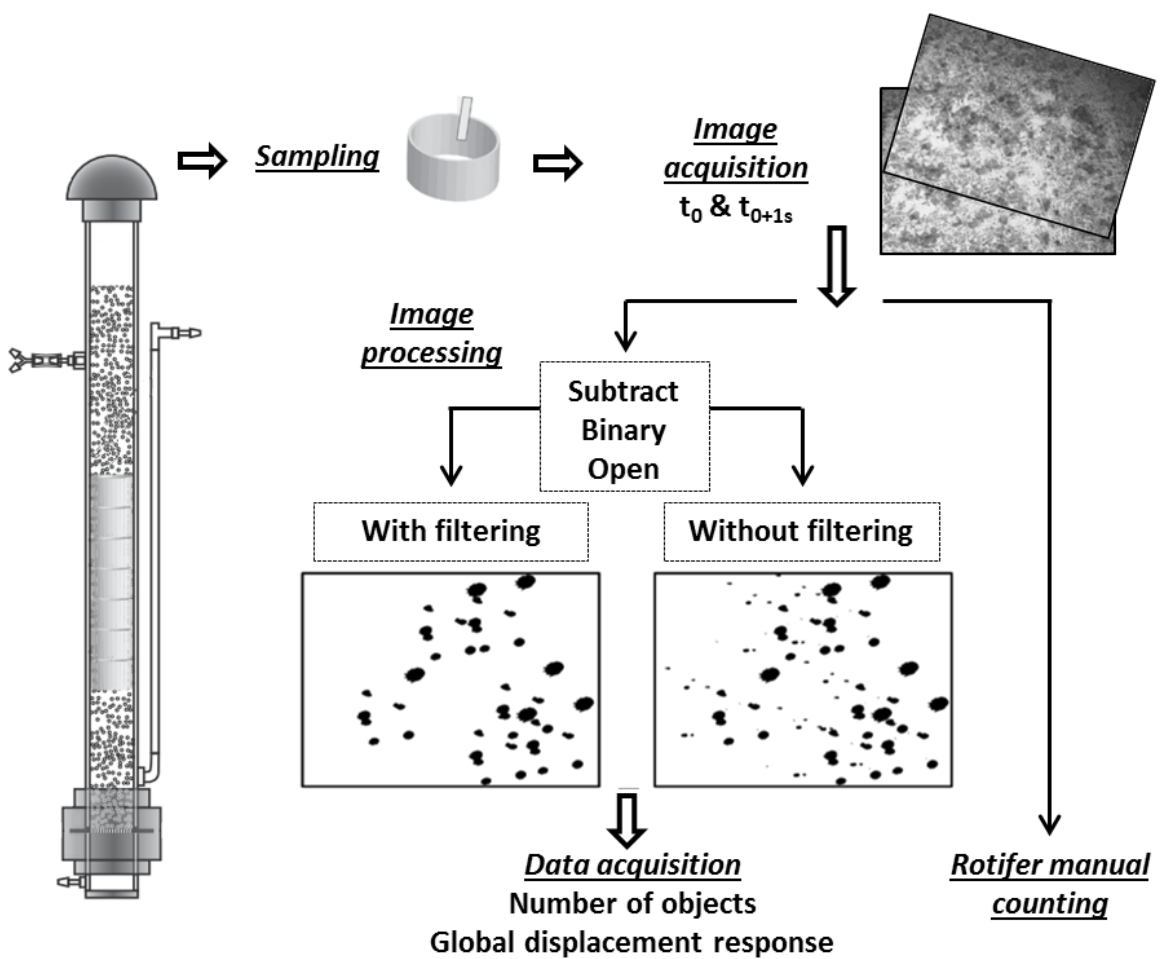 Sampling
Image
acquisition
t₀ & t₀₊₁ₛ
Image
processing
Subtract
Binary
Open
With filtering
Without filtering
Data acquisition
Number of objects
Global displacement response
Rotifer manual
counting